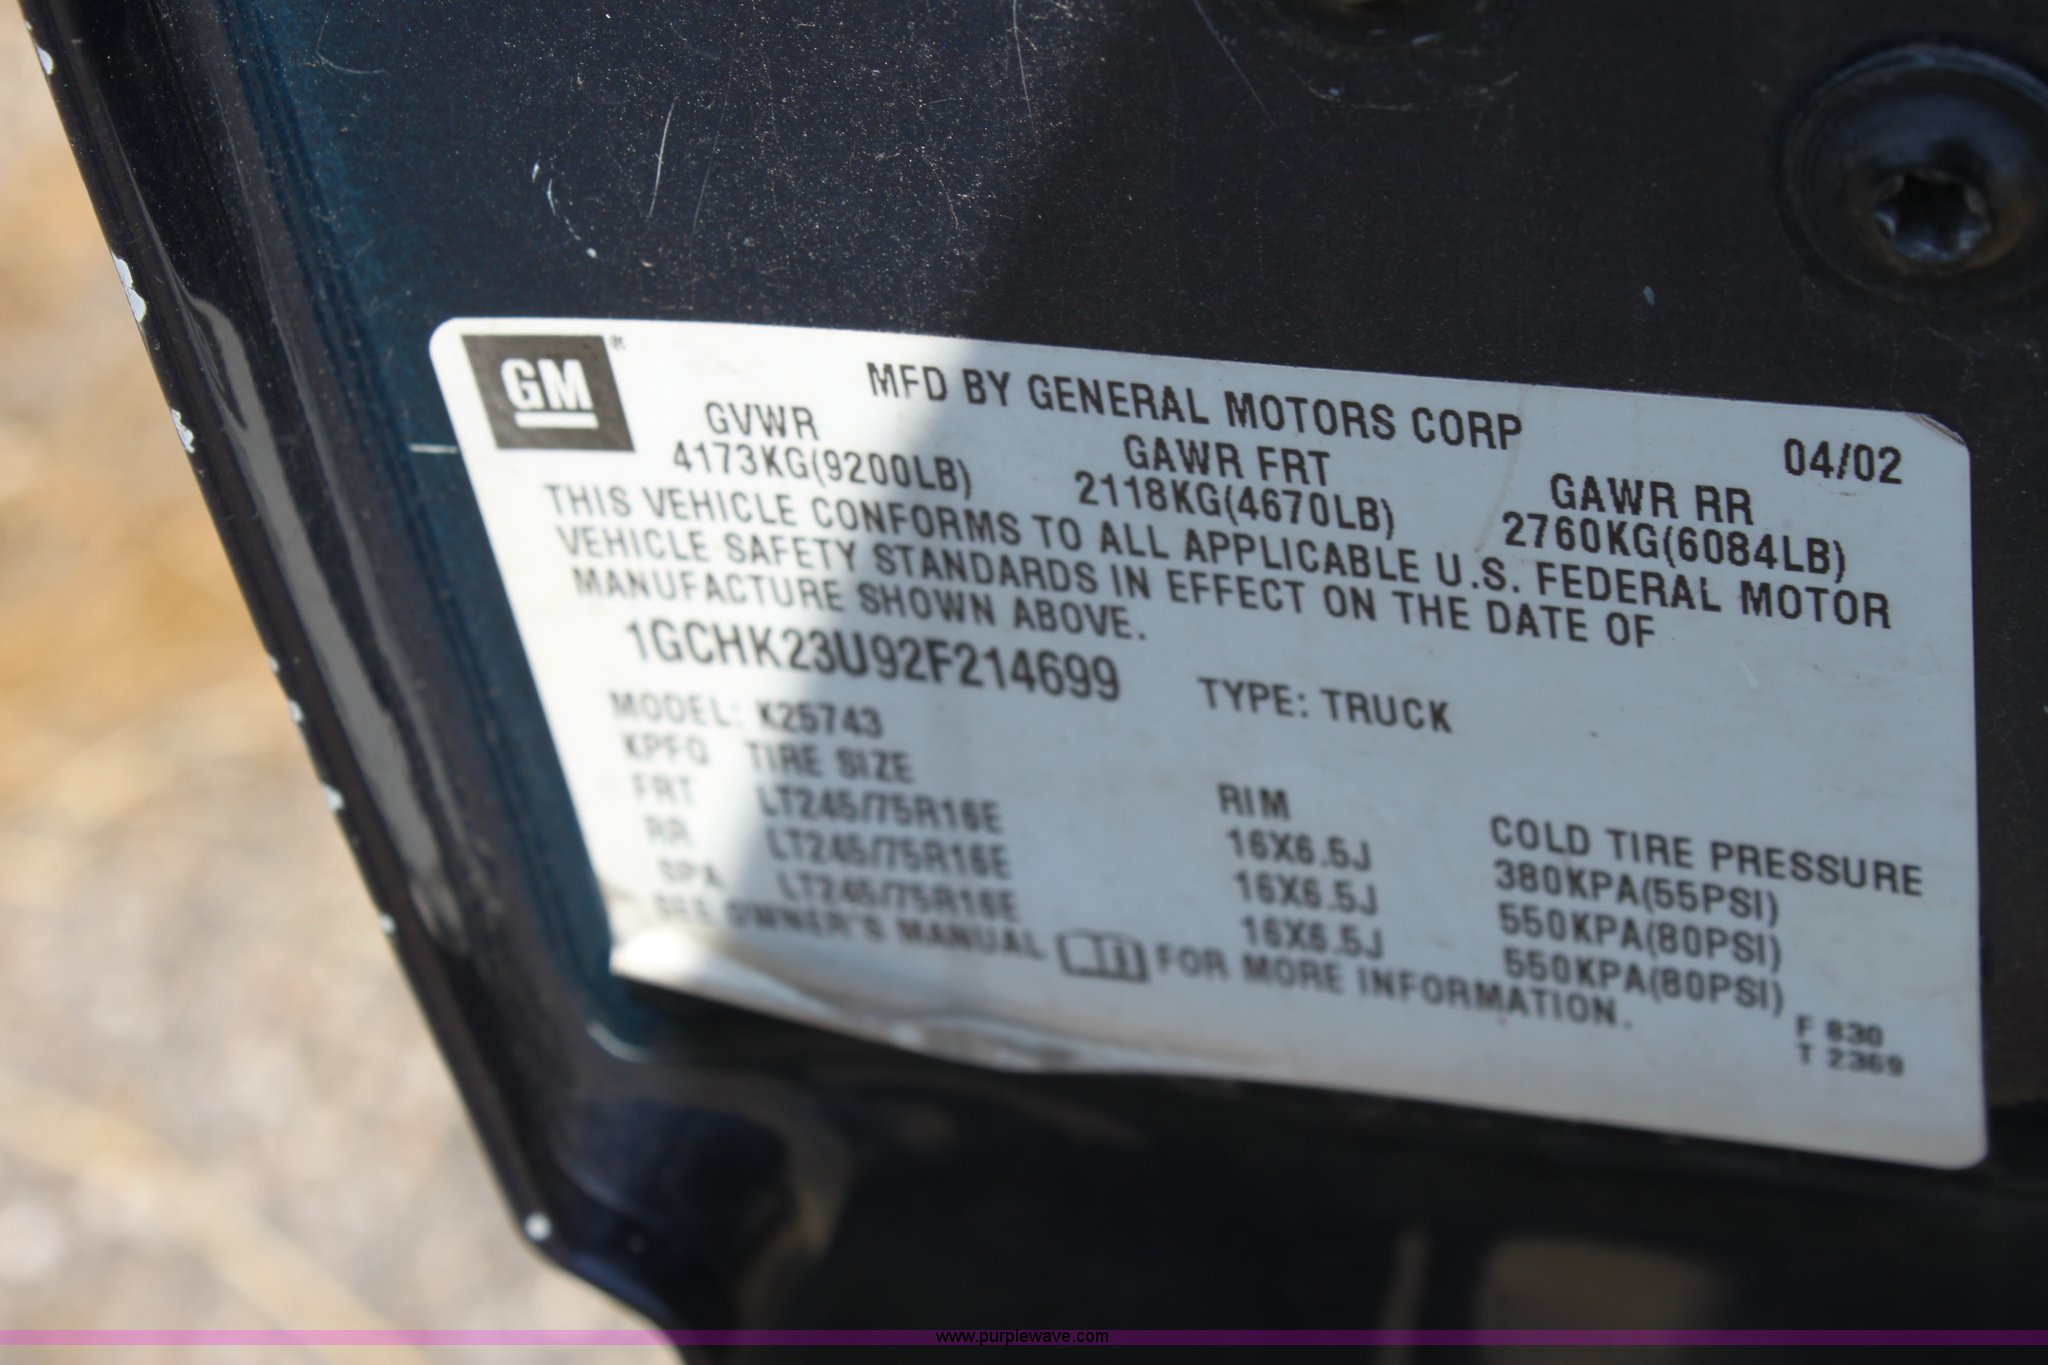 GM®
MFD BY GENERAL MOTORS CORP 04/02
GVWR GAWR FRT GAWR RR
4173KG(9200LB) 2118KG(4670LB) 2760KG(6084LB)
THIS VEHICLE CONFORMS TO ALL APPLICABLE U.S. FEDERAL MOTOR
VEHICLE SAFETY STANDARDS IN EFFECT ON THE DATE OF
MANUFACTURE SHOWN ABOVE.
1GCHK23U92F214699 TYPE: TRUCK
MODEL: K25743
KPFQ TIRE SIZE RIM COLD TIRE PRESSURE
FRT LT245/75R16E 16X6.5J 380KPA(55PSI)
RR LT245/75R16E 16X6.5J 550KPA(80PSI)
SPA LT245/75R16E 16X6.5J 550KPA(80PSI)
SEE OWNER'S MANUAL FOR MORE INFORMATION.
F 830
T 2369
www.purplewave.com